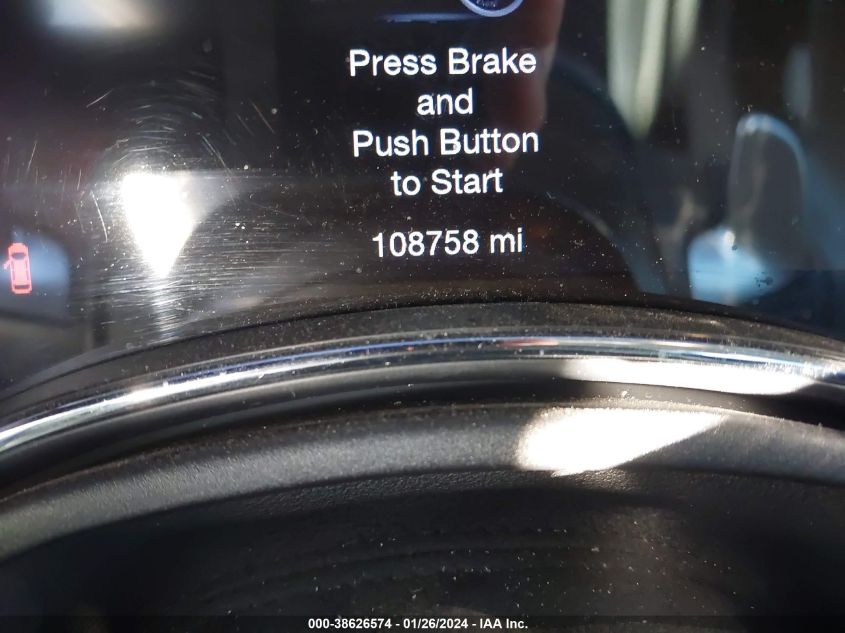 Press Brake
and
Push Button
to Start
108758 mi
000-38626574 - 01/26/2024 - IAA Inc.